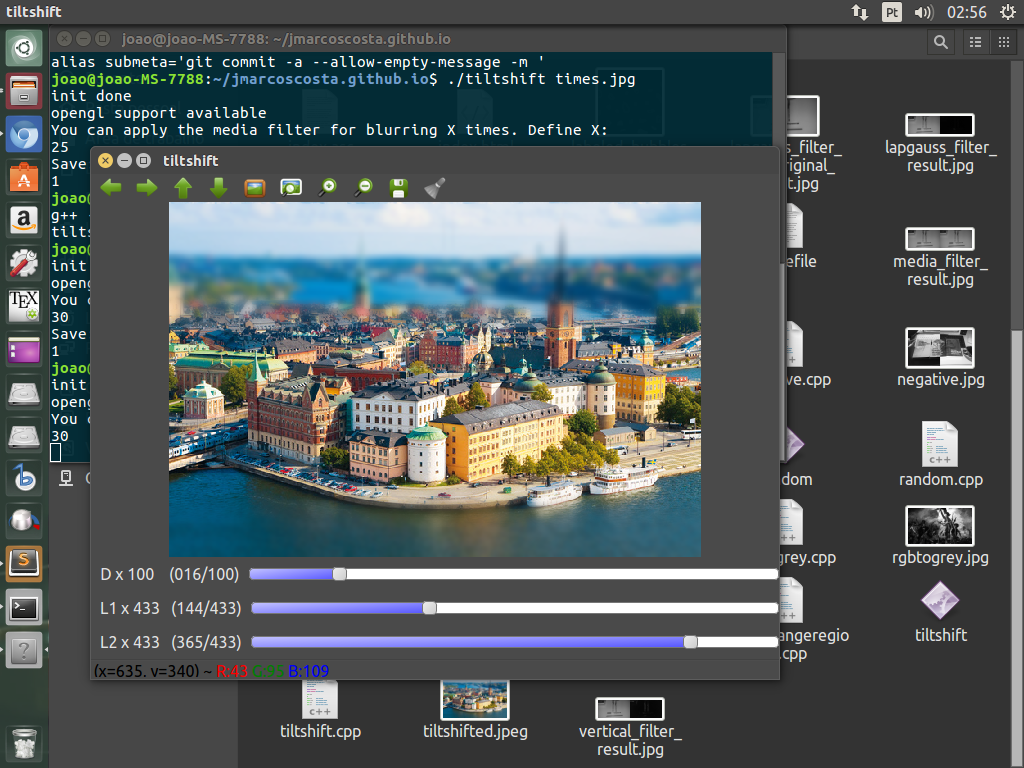 tiltshift
Pt
02:56
joao@joao-MS-7788: ~/jmarcoscosta.github.io
alias submeta='git commit -a --allow-empty-message -m '
joao@joao-MS-7788:~/jmarcoscosta.github.io$ ./tiltshift times.jpg
init done
opengl support available
You can apply the media filter for blurring X times. Define X:
25
Save
1
joao@
g++
tilts
joao@
init
openg
You
30
Save
1
joao@
init
openg
You
30
tiltshift
D x 100 (016/100)
L1 x 433 (144/433)
L2 x 433 (365/433)
(x=635, y=340) ~ R:43 B:109
s_filter_
iginal_
t.jpg
lapgauss_filter_
result.jpg
efile
media_filter_
result.jpg
ve.cpp
negative.jpg
dom
random.cpp
grey.cpp
rgbtogrey.jpg
angeregio
.cpp
tiltshift
tiltshift.cpp
tiltshifted.jpeg
vertical_filter_
result.jpg
a
TEX
b
S
C++
C++